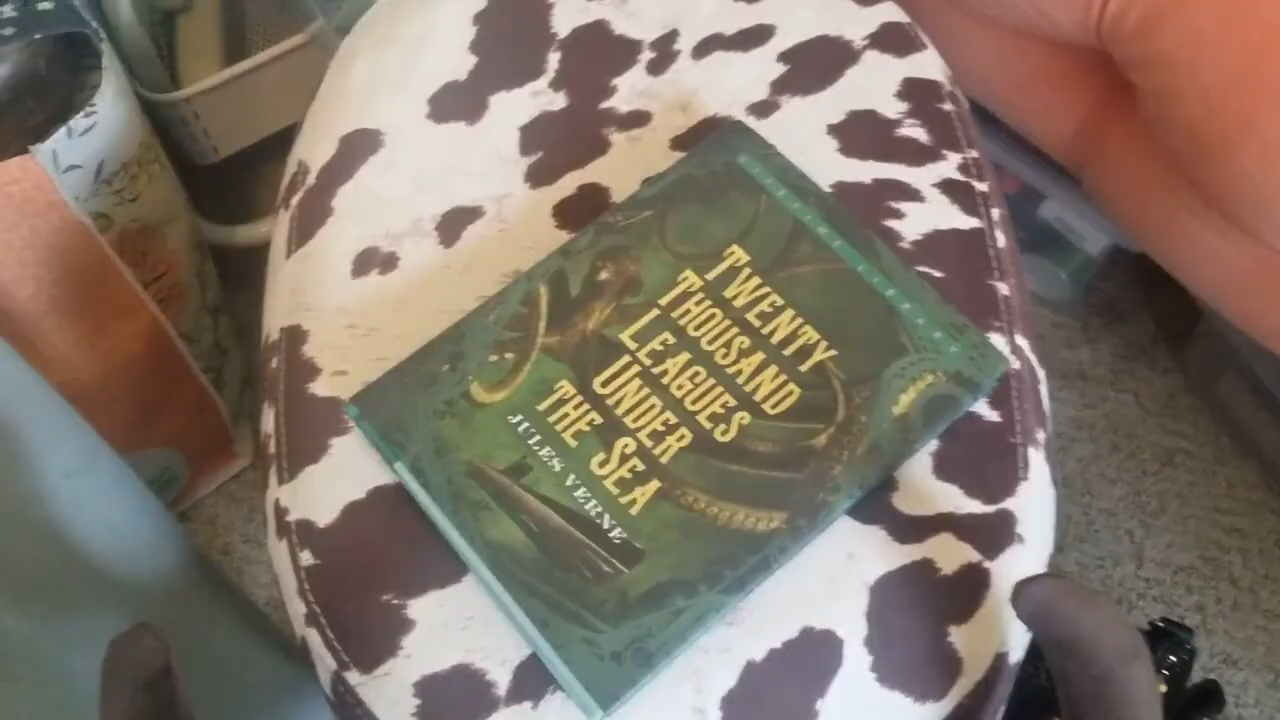 TWENTY
THOUSAND
LEAGUES
UNDER
THE SEA
JULES VERNE